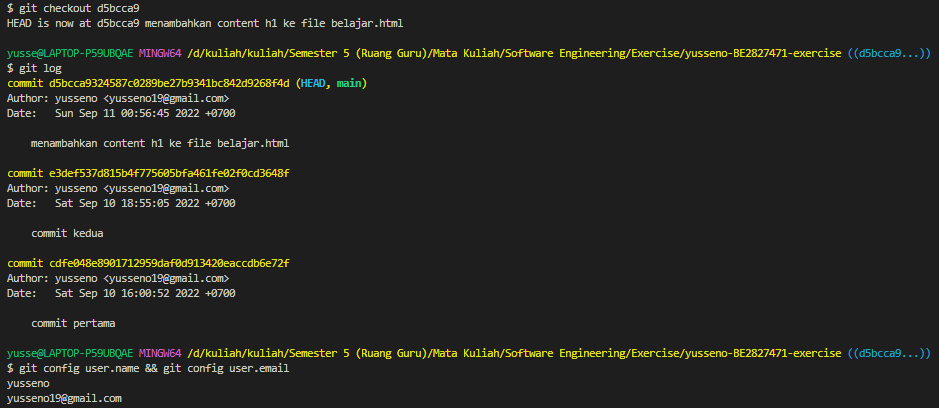 $ git checkout d5bcca9
HEAD is now at d5bcca9 menambahkan content h1 ke file belajar.html
yusse@LAPTOP-P59UBQAE MINGW64 /d/kuliah/kuliah/Semester 5 (Ruang Guru)/Mata Kuliah/Software Engineering/Exercise/yusseno-BE2827471-exercise ((d5bcca9...))
$ git log
commit d5bcca9324587c0289be27b9341bc842d9268f4d (HEAD, main)
Author: yusseno <yusseno19@gmail.com>
Date:   Sun Sep 11 00:56:45 2022 +0700
    menambahkan content h1 ke file belajar.html
commit e3def537d815b4f775605bfa461fe02f0cd3648f
Author: yusseno <yusseno19@gmail.com>
Date:   Sat Sep 10 18:55:05 2022 +0700
    commit kedua
commit cdfe048e8901712959daf0d913420eaccdb6e72f
Author: yusseno <yusseno19@gmail.com>
Date:   Sat Sep 10 16:00:52 2022 +0700
    commit pertama
yusse@LAPTOP-P59UBQAE MINGW64 /d/kuliah/kuliah/Semester 5 (Ruang Guru)/Mata Kuliah/Software Engineering/Exercise/yusseno-BE2827471-exercise ((d5bcca9...))
$ git config user.name && git config user.email
yusseno
yusseno19@gmail.com